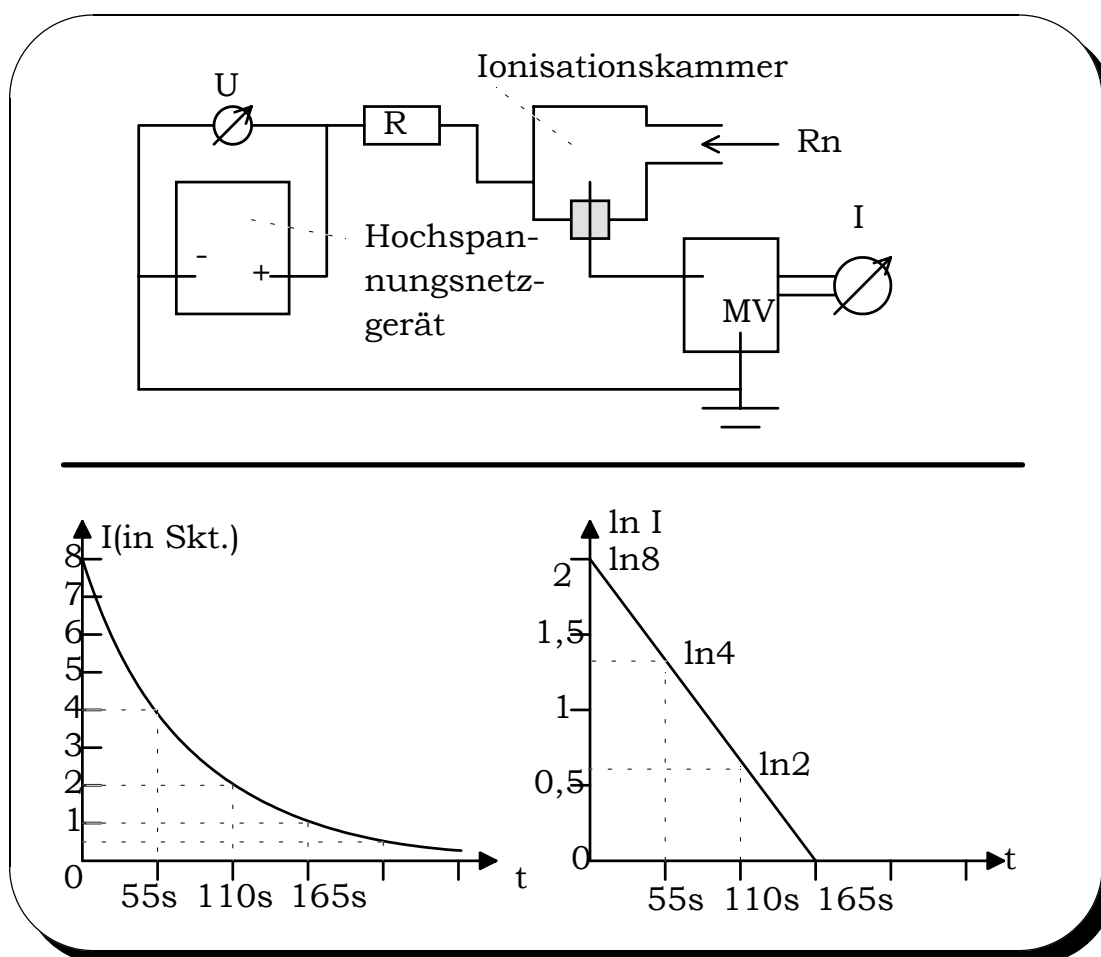 Ionisationskammer
U
R
Rn
I
Hochspan-
nungsnetz-
gerät
-
+
MV
I(in Skt.)
8
7
6
5
4
3
2
1
0
55s 110s 165s
t
ln I
ln8
2
1,5
ln4
1
ln2
0,5
0
t
55s 110s 165s